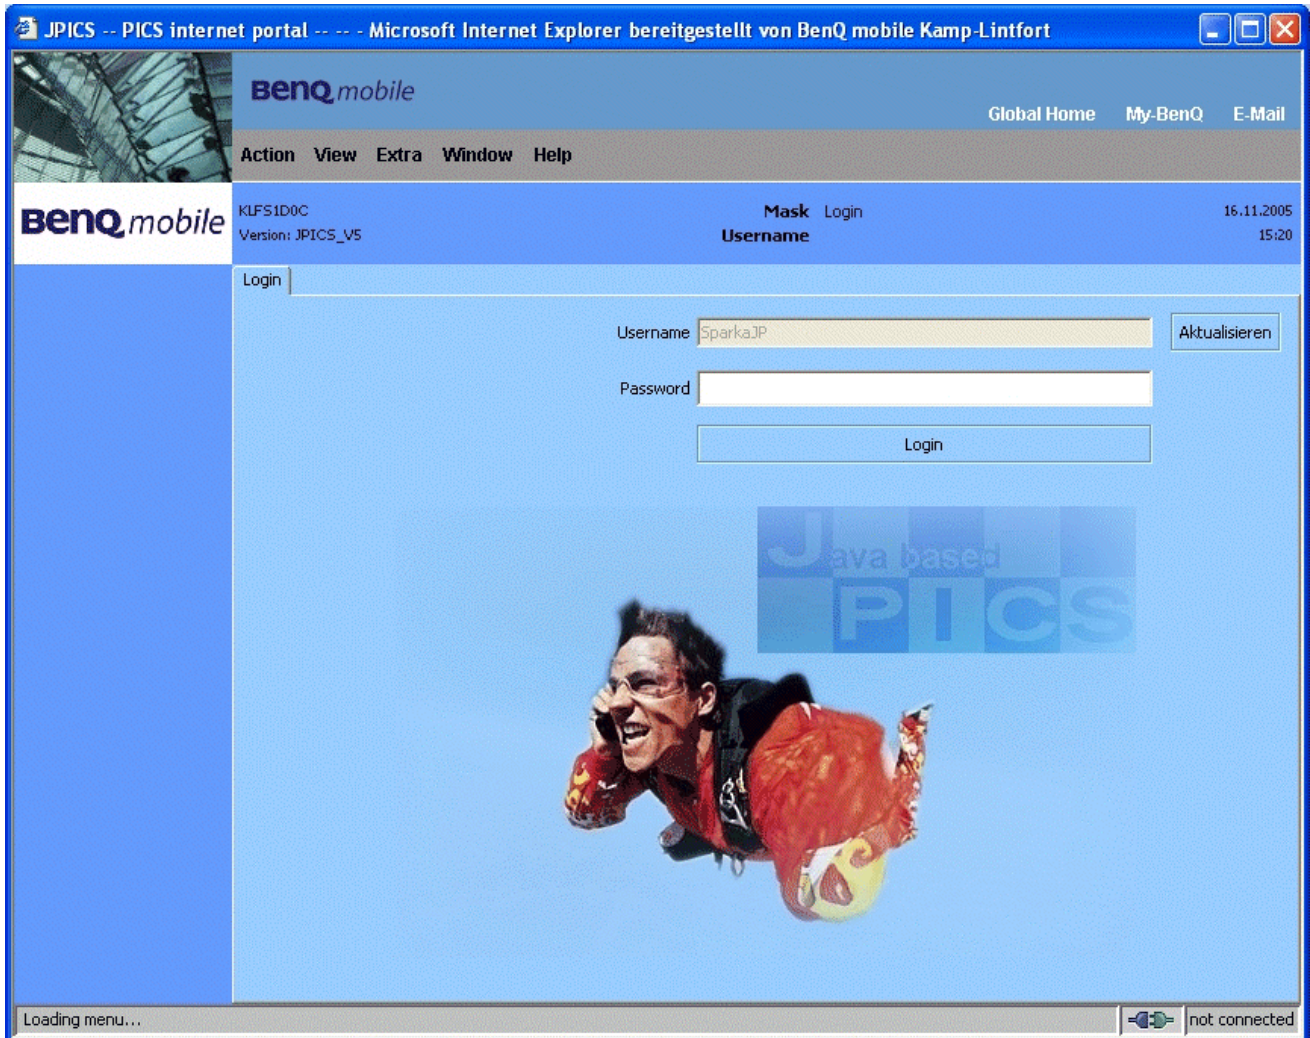 JPICS -- PICS internet portal -- -- - Microsoft Internet Explorer bereitgestellt von BenQ mobile Kamp-Lintfort
BenQ mobile
Global Home My-BenQ E-Mail
Action View Extra Window Help
BenQ mobile
KLFS1D0C
Mask Login
16.11.2005
Version: JPICS_V5
Username
15:20
Login
Username SparkaJP Aktualisieren
Password
Login
Java based
PICS
Loading menu... not connected